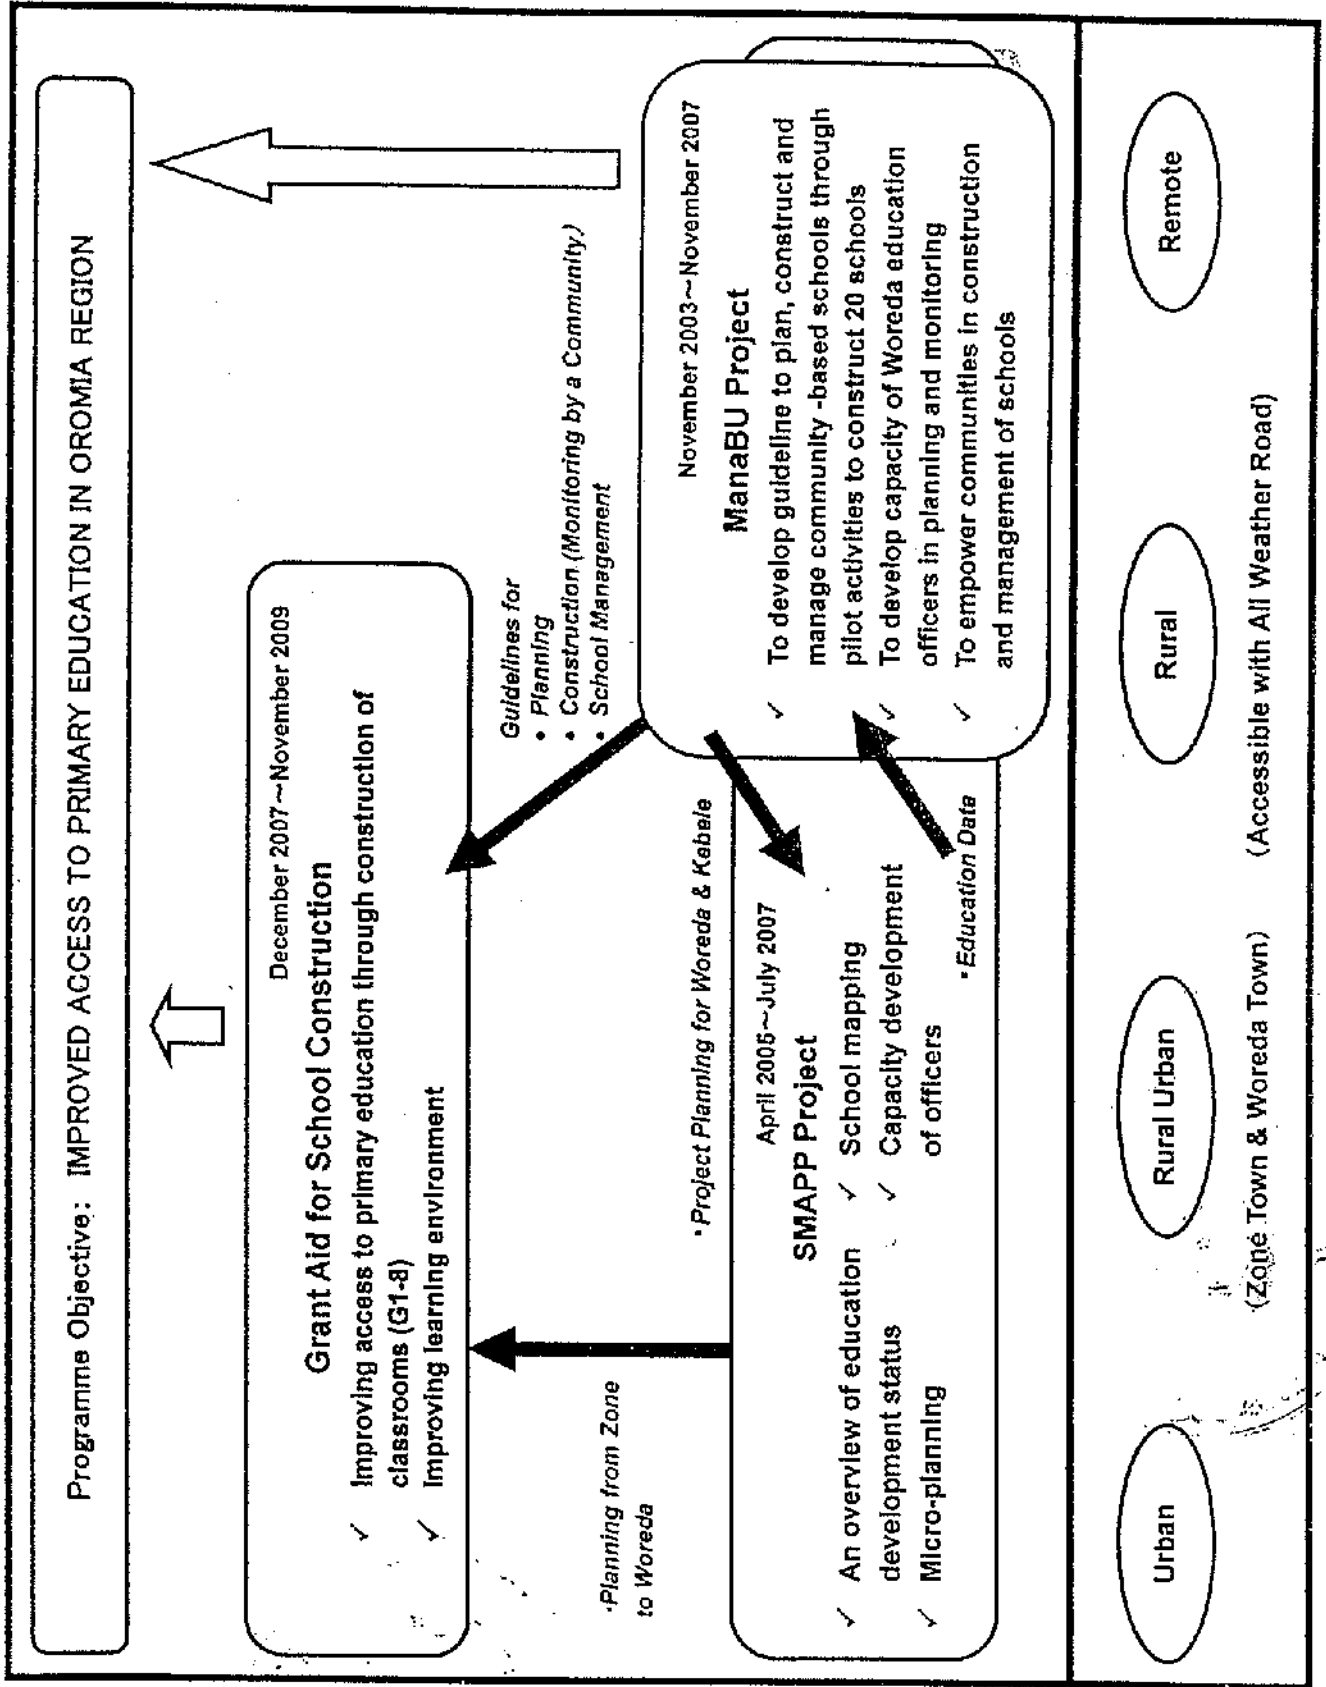 Programme Objective: IMPROVED ACCESS TO PRIMARY EDUCATION IN OROMIA REGION
December 2007~November 2009
Grant Aid for School Construction
✓ Improving access to primary education through construction of
classrooms (G1-8)
✓ Improving learning environment
Guidelines for
• Planning
• Construction (Monitoring by a Community)
• School Management
•Planning from Zone
to Woreda
•Project Planning for Woreda & Kebele
April 2005~July 2007
SMAPP Project
✓ An overview of education
development status
✓ Micro-planning
✓ School mapping
✓ Capacity development
of officers
•Education Data
November 2003~November 2007
ManaBU Project
✓ To develop guideline to plan, construct and
manage community -based schools through
pilot activities to construct 20 schools
✓ To develop capacity of Woreda education
officers in planning and monitoring
✓ To empower communities in construction
and management of schools
Urban
Rural Urban
Rural
Remote
(Zone Town & Woreda Town)
(Accessible with All Weather Road)